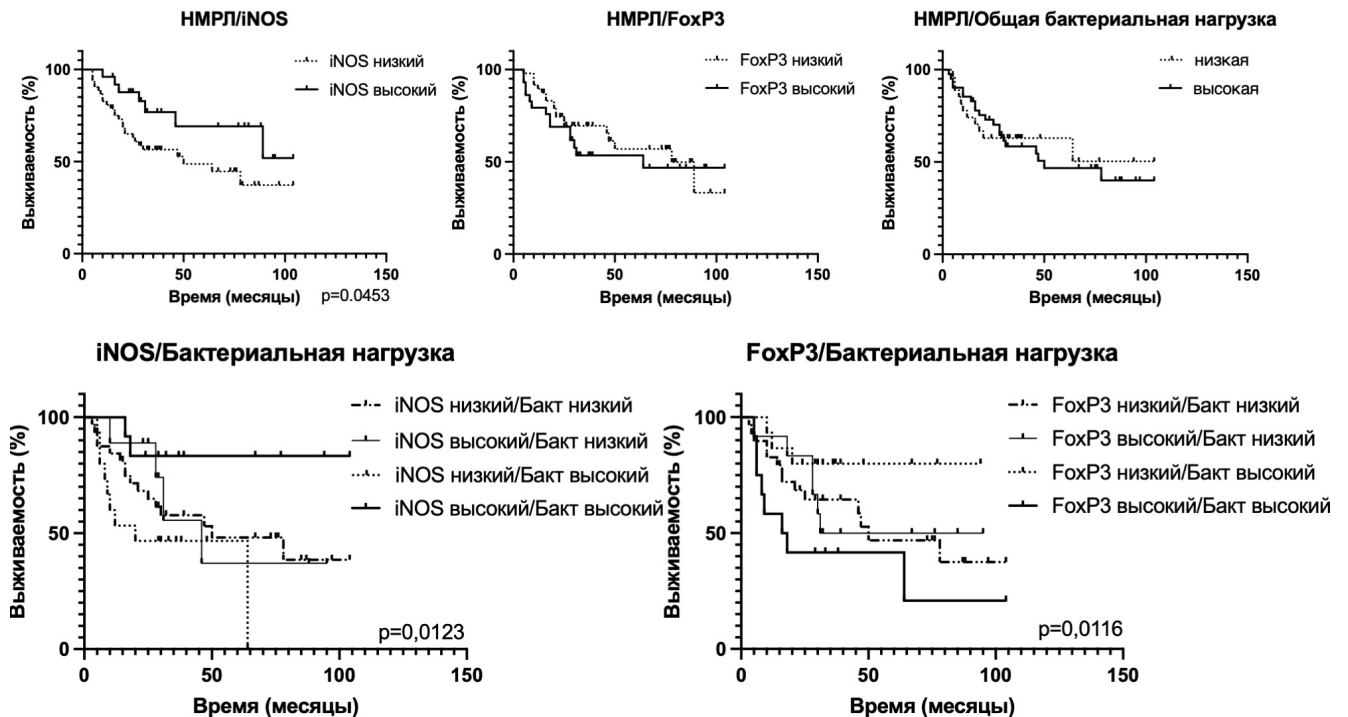 НМРЛ/iNOS
iNOS низкий
iNOS высокий
Выживаемость (%)
100
50
0
0 50 100 150
Время (месяцы)
p=0.0453
НМРЛ/FoxP3
FoxP3 низкий
FoxP3 высокий
Выживаемость (%)
100
50
0
0 50 100 150
Время (месяцы)
НМРЛ/Общая бактериальная нагрузка
низкая
высокая
Выживаемость (%)
100
50
0
0 50 100 150
Время (месяцы)
iNOS/Бактериальная нагрузка
iNOS низкий/Бакт низкий
iNOS высокий/Бакт низкий
iNOS низкий/Бакт высокий
iNOS высокий/Бакт высокий
Выживаемость (%)
100
50
0
0 50 100 150
Время (месяцы)
p=0,0123
FoxP3/Бактериальная нагрузка
FoxP3 низкий/Бакт низкий
FoxP3 высокий/Бакт низкий
FoxP3 низкий/Бакт высокий
FoxP3 высокий/Бакт высокий
Выживаемость (%)
100
50
0
0 50 100 150
Время (месяцы)
p=0,0116